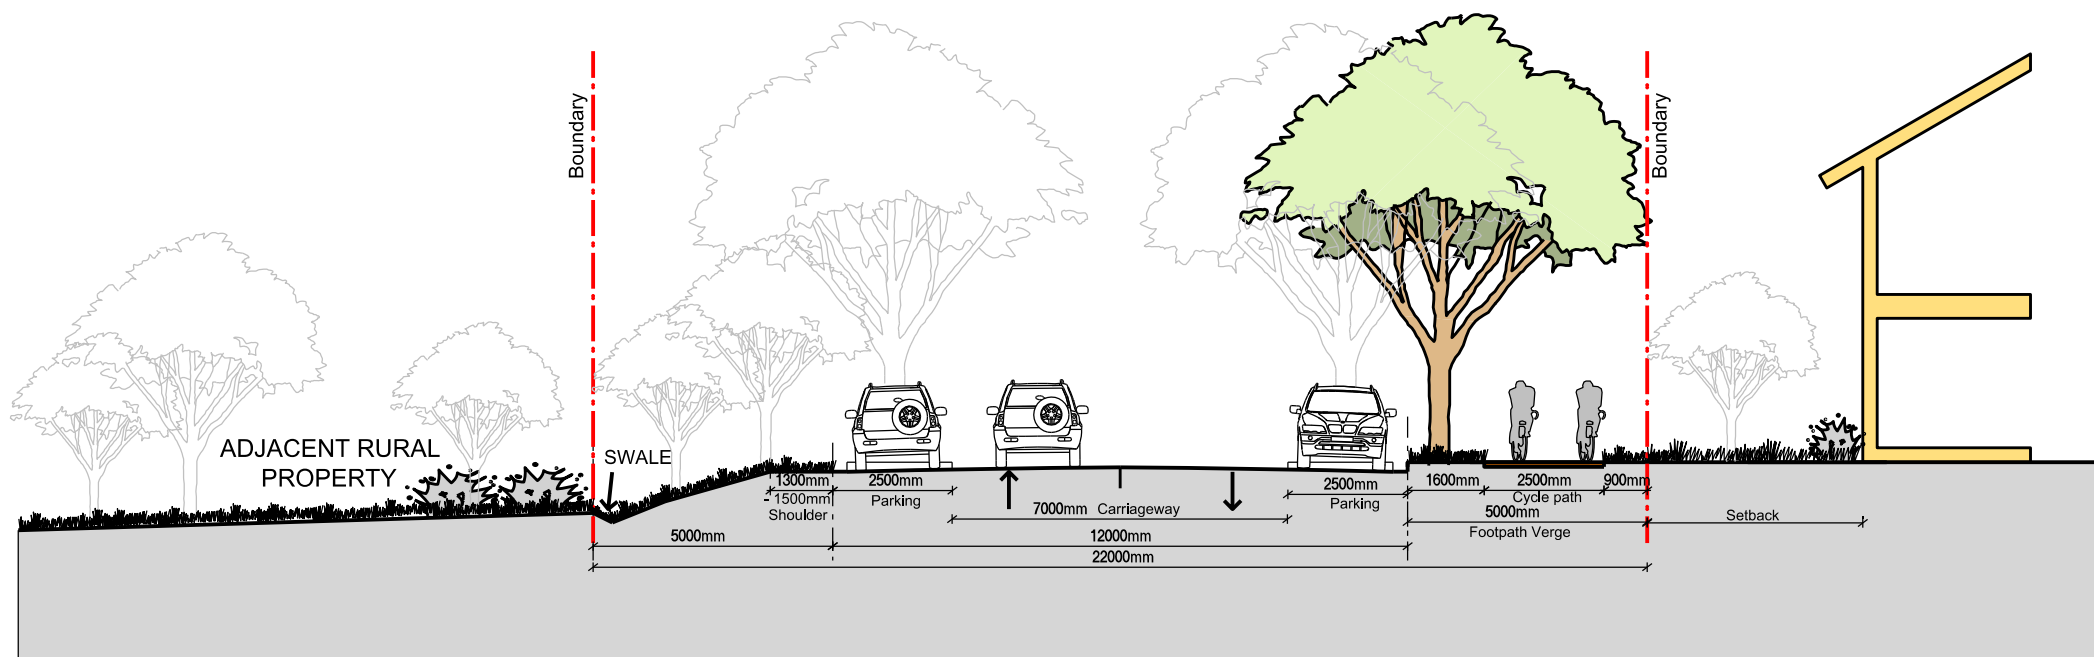 Boundary
Boundary
ADJACENT RURAL
PROPERTY
SWALE
1300mm
- 1500mm
Shoulder
2500mm
Parking
7000mm Carriageway
2500mm
Parking
1600mm
2500mm
900mm
Cycle path
5000mm
Footpath Verge
Setback
5000mm
12000mm
22000mm